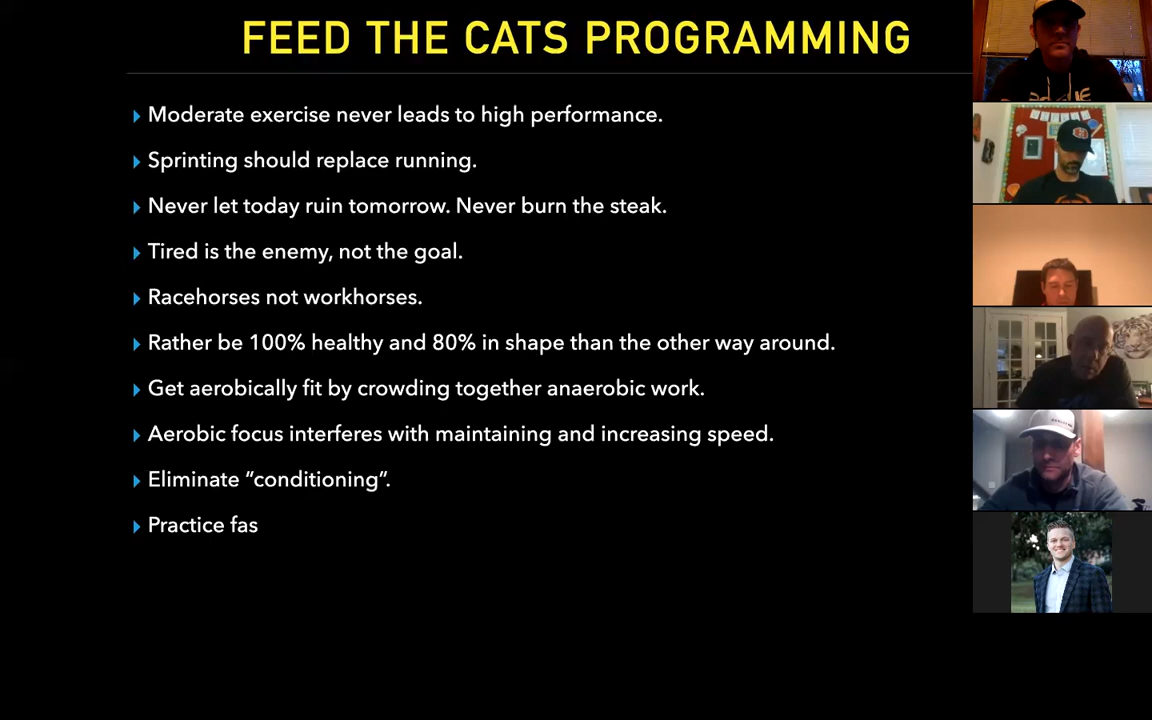 FEED THE CATS PROGRAMMING
Moderate exercise never leads to high performance.
Sprinting should replace running.
Never let today ruin tomorrow. Never burn the steak.
Tired is the enemy, not the goal.
Racehorses not workhorses.
Rather be 100% healthy and 80% in shape than the other way around.
Get aerobically fit by crowding together anaerobic work.
Aerobic focus interferes with maintaining and increasing speed.
Eliminate “conditioning”.
Practice fas